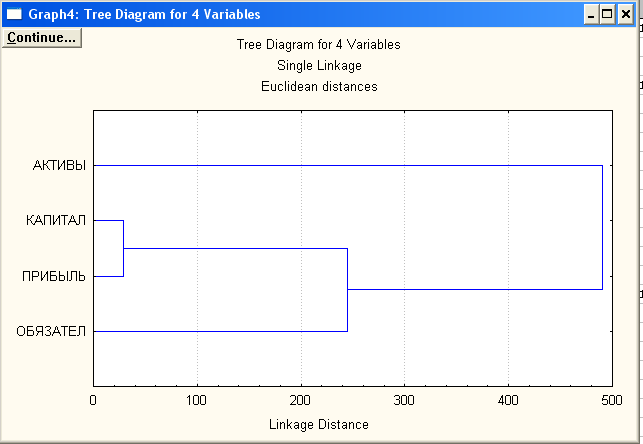 Graph4: Tree Diagram for 4 Variables
Continue...
Tree Diagram for 4 Variables
Single Linkage
Euclidean distances
АКТИВЫ
КАПИТАЛ
ПРИБЫЛЬ
ОБЯЗАТЕЛ
0 100 200 300 400 500
Linkage Distance